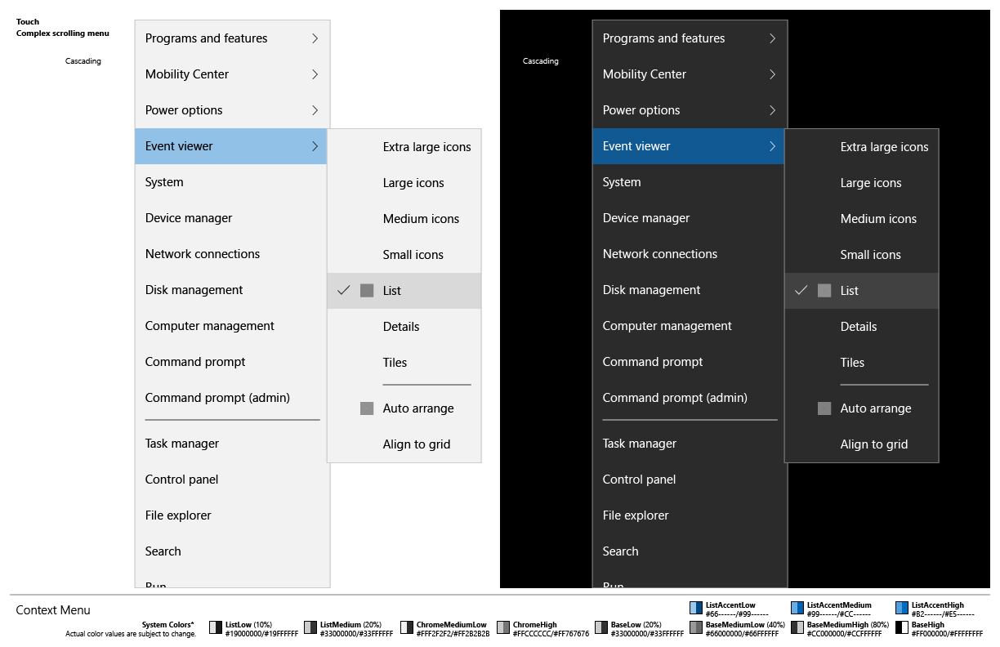 Touch
Complex scrolling menu
Cascading
Programs and features
Mobility Center
Power options
Event viewer
System
Device manager
Network connections
Disk management
Computer management
Command prompt
Command prompt (admin)
Task manager
Control panel
File explorer
Search
Run
Extra large icons
Large icons
Medium icons
Small icons
List
Details
Tiles
Auto arrange
Align to grid
Cascading
Programs and features
Mobility Center
Power options
Event viewer
System
Device manager
Network connections
Disk management
Computer management
Command prompt
Command prompt (admin)
Task manager
Control panel
File explorer
Search
Run
Extra large icons
Large icons
Medium icons
Small icons
List
Details
Tiles
Auto arrange
Align to grid
Context Menu
ListAccentLow
#66------/#99------
ListAccentMedium
#99------/#CC------
ListAccentHigh
#B2------/#E5------
System Colors*
Actual color values are subject to change.
ListLow (10%)
#19000000/#19FFFFFF
ListMedium (20%)
#33000000/#33FFFFFF
ChromeMediumLow
#FFF2F2F2/#FF2B2B2B
ChromeHigh
#FFCCCCCC/#FF767676
BaseLow (20%)
#33000000/#33FFFFFF
BaseMediumLow (40%)
#66000000/#66FFFFFF
BaseMediumHigh (80%)
#CC000000/#CCFFFFFF
BaseHigh
#FF000000/#FFFFFFFF